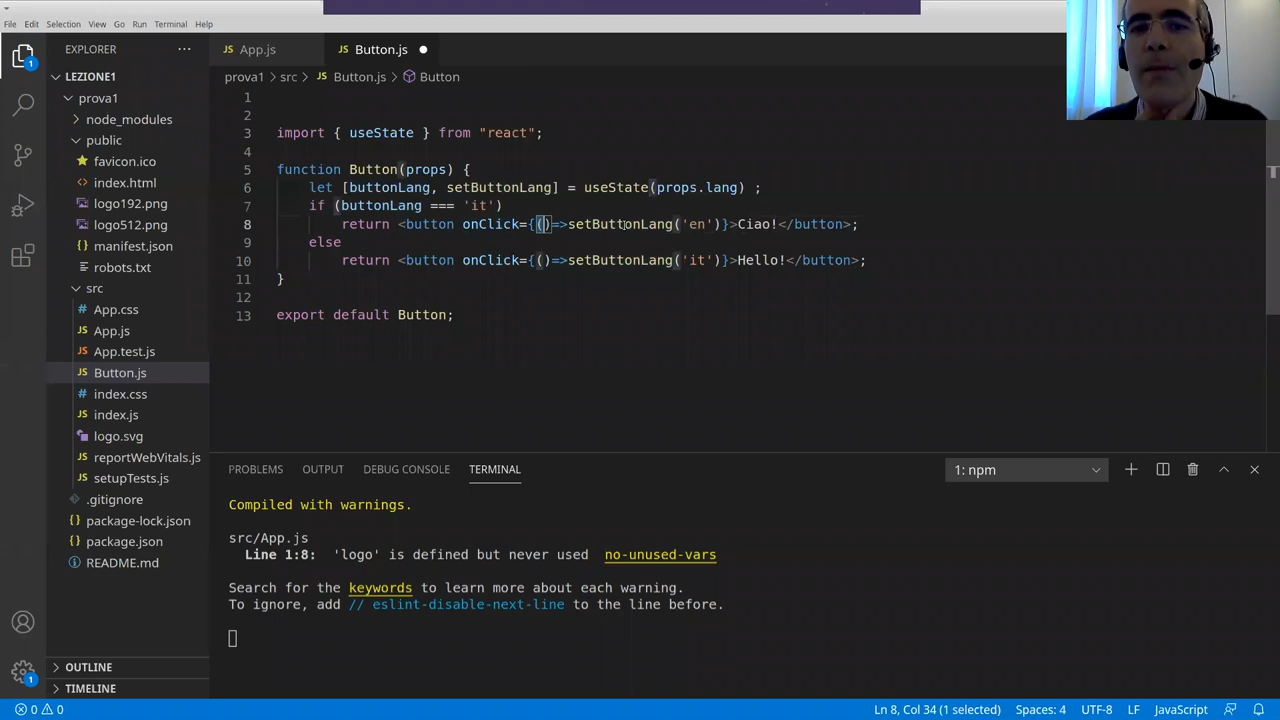 File Edit Selection View Go Run Terminal Help
EXPLORER ···
App.js
Button.js
LEZIONE1
prova1 > src > Button.js > Button
prova1
node_modules
public
favicon.ico
index.html
logo192.png
logo512.png
manifest.json
robots.txt
src
App.css
App.js
App.test.js
Button.js
index.css
index.js
logo.svg
reportWebVitals.js
setupTests.js
.gitignore
package-lock.json
package.json
README.md
OUTLINE
TIMELINE
1
2
3 import { useState } from "react";
4
5 function Button(props) {
6 let [buttonLang, setButtonLang] = useState(props.lang) ;
7 if (buttonLang === 'it')
8 return <button onClick={()=>setButtonLang('en')}>Ciao!</button>;
9 else
10 return <button onClick={()=>setButtonLang('it')}>Hello!</button>;
11 }
12
13 export default Button;
PROBLEMS OUTPUT DEBUG CONSOLE TERMINAL 1: npm
Compiled with warnings.
src/App.js
Line 1:8: 'logo' is defined but never used no-unused-vars
Search for the keywords to learn more about each warning.
To ignore, add // eslint-disable-next-line to the line before.
1
1
0 0 Ln 8, Col 34 (1 selected) Spaces: 4 UTF-8 LF JavaScript